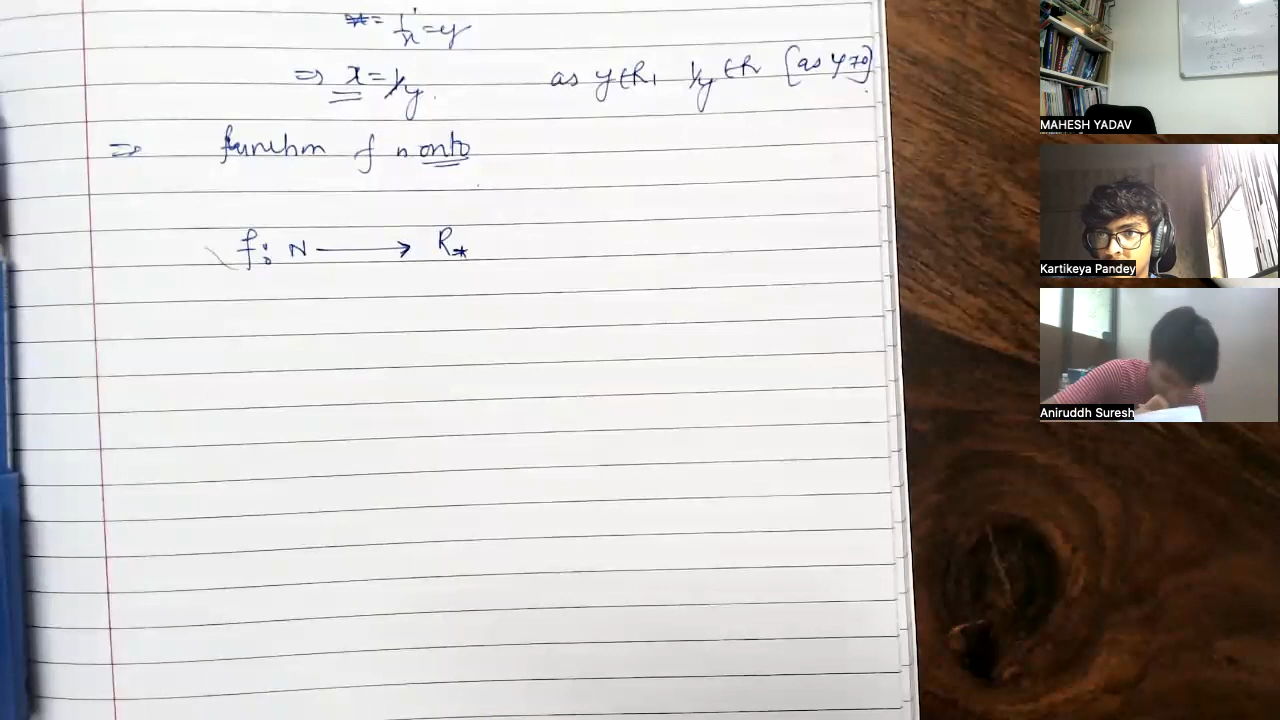 = 1/x = y
⇒ x = 1/y. as y ∈ R, 1/y ∈ R [as y≠0]
⇒ function f is onto
f: N ⟶ R*
MAHESH YADAV
Kartikeya Pandey
Aniruddh Suresh